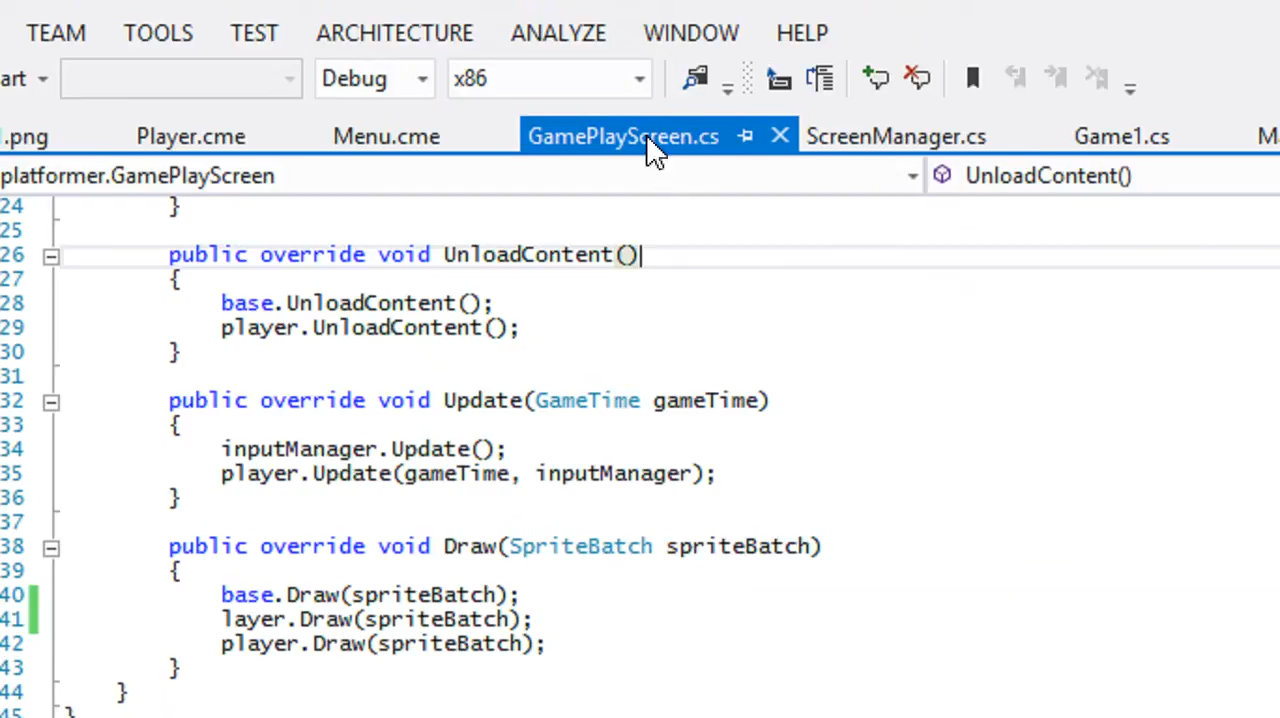 TEAM TOOLS TEST ARCHITECTURE ANALYZE WINDOW HELP
art Debug x86
.png Player.cme Menu.cme GamePlayScreen.cs ScreenManager.cs Game1.cs
platformer.GamePlayScreen UnloadContent()
24 }
25
26 public override void UnloadContent()
27 {
28 base.UnloadContent();
29 player.UnloadContent();
30 }
31
32 public override void Update(GameTime gameTime)
33 {
34 inputManager.Update();
35 player.Update(gameTime, inputManager);
36 }
37
38 public override void Draw(SpriteBatch spriteBatch)
39 {
40 base.Draw(spriteBatch);
41 layer.Draw(spriteBatch);
42 player.Draw(spriteBatch);
43 }
44 }
45 }